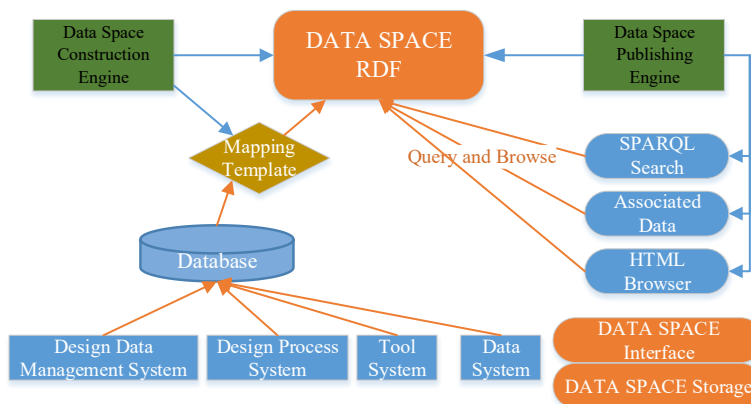 Data Space
Construction
Engine
DATA SPACE
RDF
Data Space
Publishing
Engine
Mapping
Template
Query and Browse
SPARQL
Search
Associated
Data
HTML
Browser
Database
Design Data
Management System
Design Process
System
Tool
System
Data
System
DATA SPACE
Interface
DATA SPACE Storage